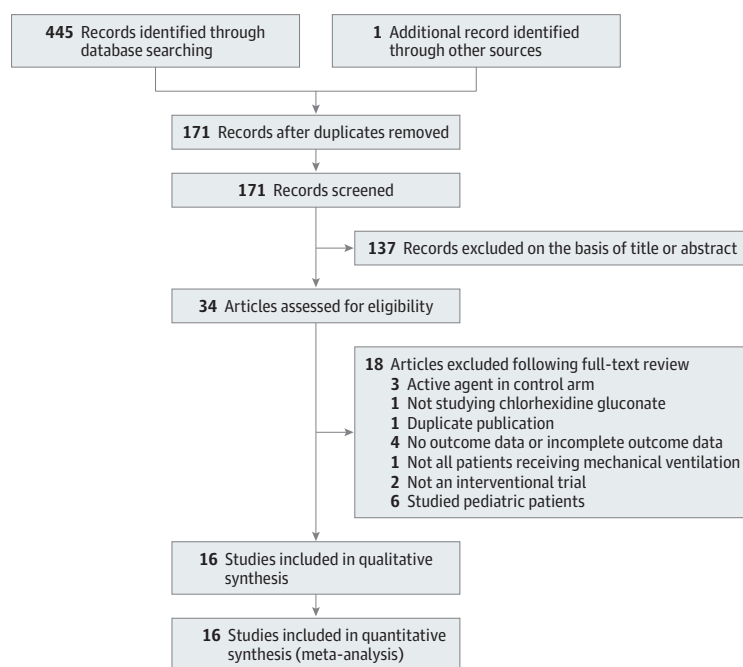 445 Records identified through
database searching
1 Additional record identified
through other sources
171 Records after duplicates removed
171 Records screened
137 Records excluded on the basis of title or abstract
34 Articles assessed for eligibility
18 Articles excluded following full-text review
3 Active agent in control arm
1 Not studying chlorhexidine gluconate
1 Duplicate publication
4 No outcome data or incomplete outcome data
1 Not all patients receiving mechanical ventilation
2 Not an interventional trial
6 Studied pediatric patients
16 Studies included in qualitative
synthesis
16 Studies included in quantitative
synthesis (meta-analysis)